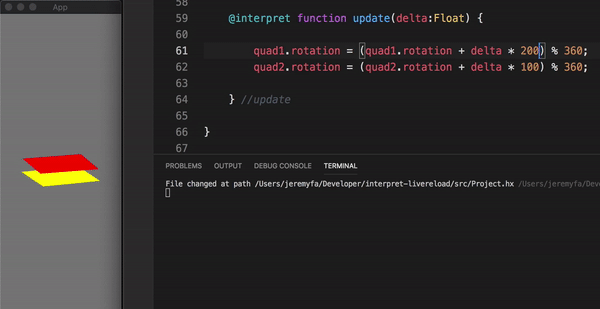 App
58
59 @interpret function update(delta:Float) {
60
61 quad1.rotation = (quad1.rotation + delta * 200) % 360;
62 quad2.rotation = (quad2.rotation + delta * 100) % 360;
63
64 } //update
65
66 }
67
PROBLEMS OUTPUT DEBUG CONSOLE TERMINAL
File changed at path /Users/jeremyfa/Developer/interpret-livereload/src/Project.hx /Users/jeremyfa/Dev